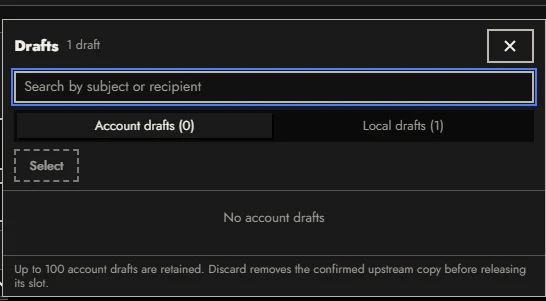 Drafts 1 draft
Search by subject or recipient
Account drafts (0) Local drafts (1)
Select
No account drafts
Up to 100 account drafts are retained. Discard removes the confirmed upstream copy before releasing
its slot.